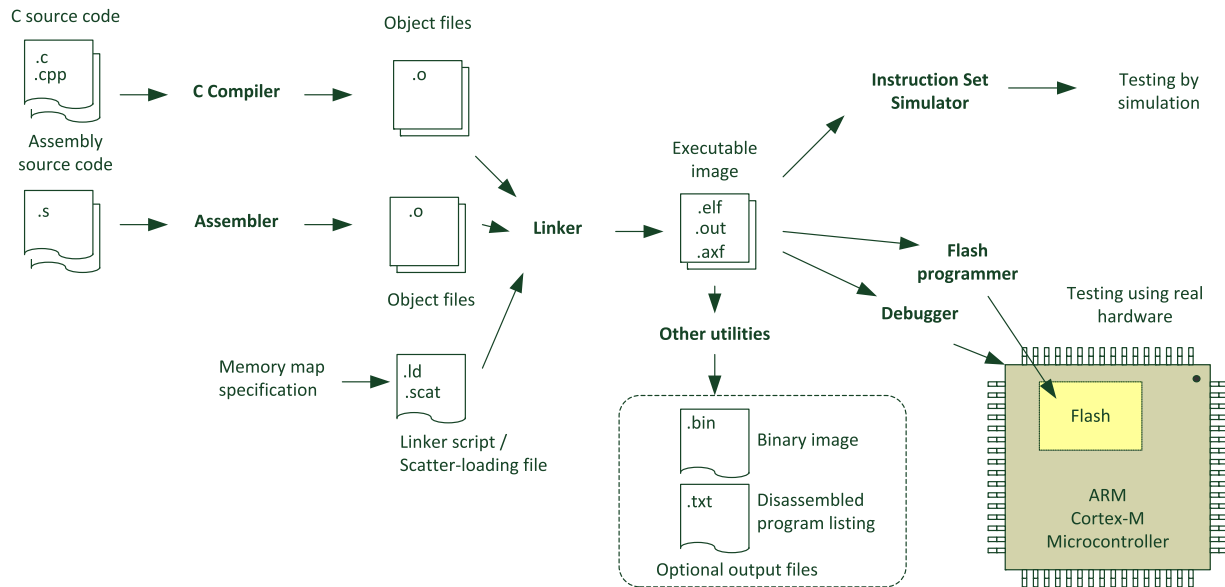 C source code
.c
.cpp
C Compiler
Object files
.o
Assembly
source code
.s
Assembler
.o
Object files
Linker
Memory map
specification
.ld
.scat
Linker script /
Scatter-loading file
Executable
image
.elf
.out
.axf
Other utilities
.bin
Binary image
.txt
Disassembled
program listing
Optional output files
Instruction Set
Simulator
Testing by
simulation
Flash
programmer
Debugger
Testing using real
hardware
Flash
ARM
Cortex-M
Microcontroller